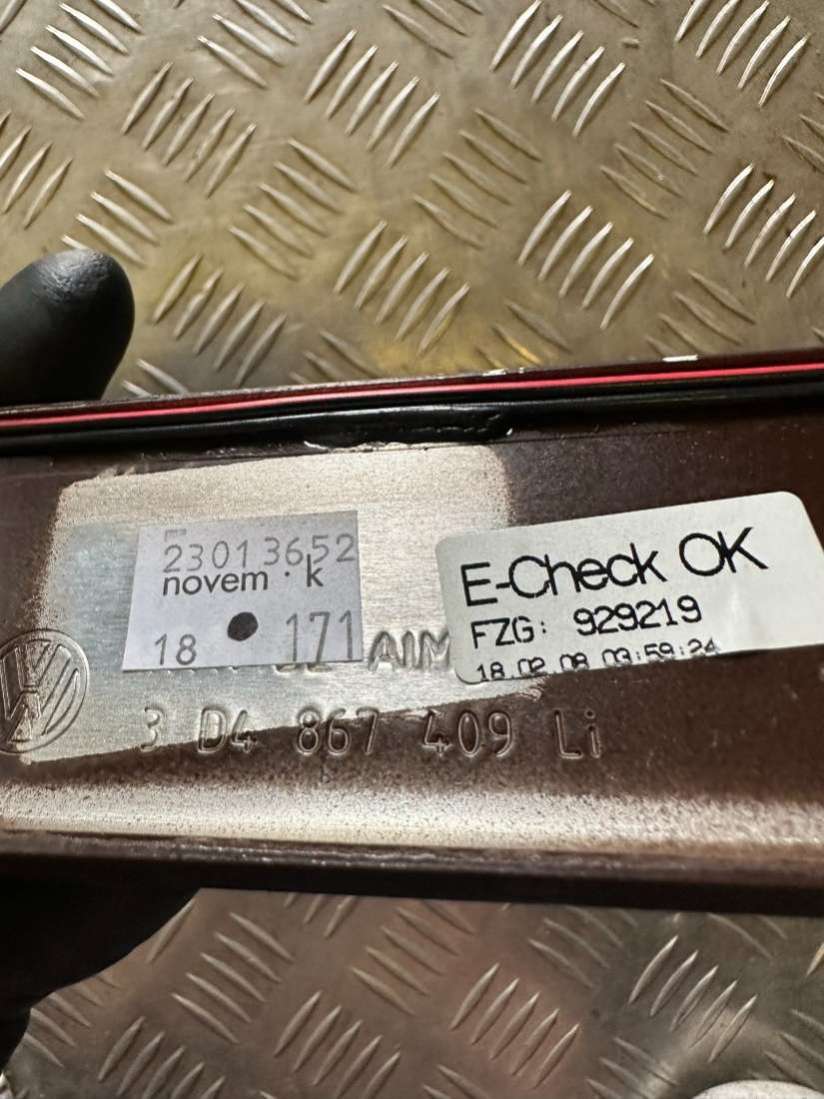 23013652
novem · k
18 171
E-Check OK
FZG: 929219
18.02.08 03:59:24
AIM
3 D4 867 409 Li